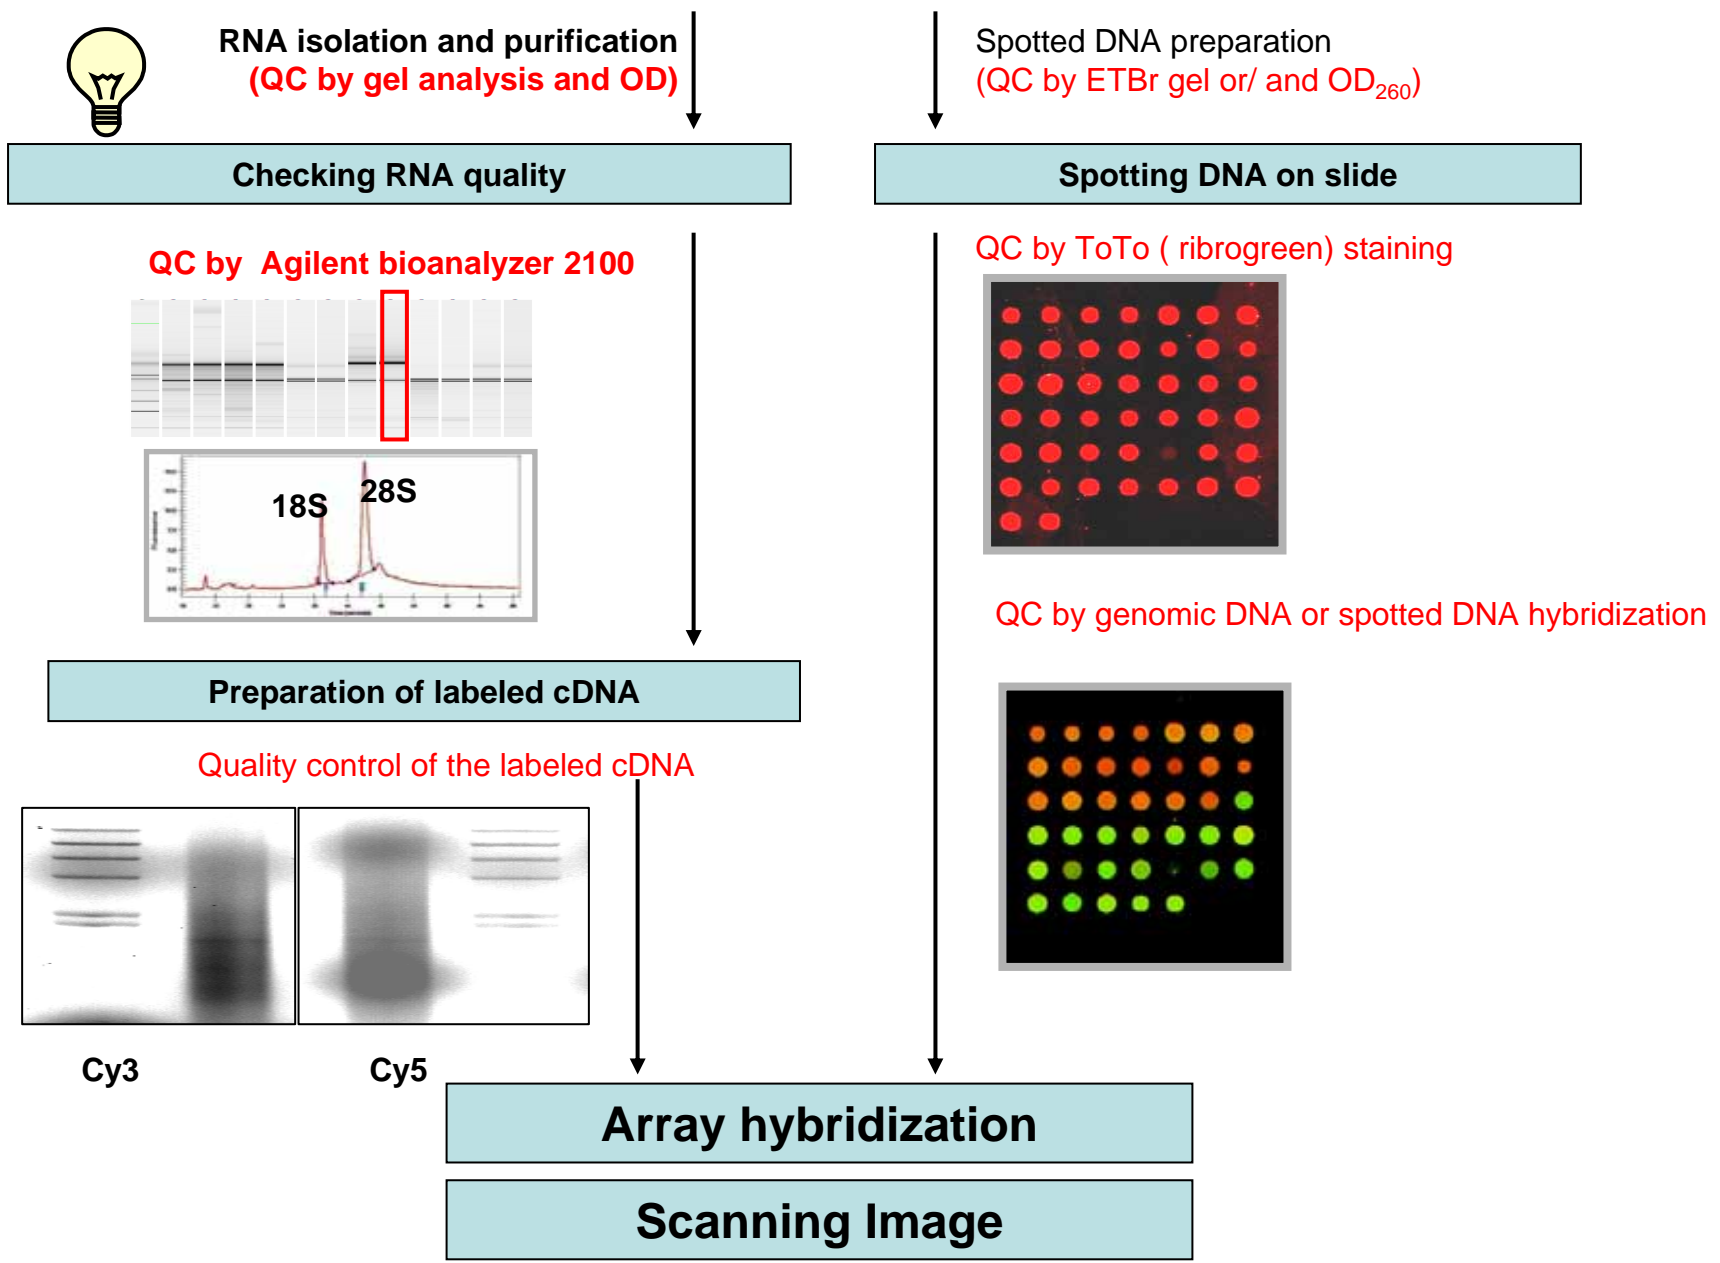 RNA isolation and purification
(QC by gel analysis and OD)
Spotted DNA preparation
(QC by ETBr gel or/ and OD260)
Checking RNA quality
Spotting DNA on slide
QC by Agilent bioanalyzer 2100
QC by ToTo ( ribrogreen) staining
18S
28S
QC by genomic DNA or spotted DNA hybridization
Preparation of labeled cDNA
Quality control of the labeled cDNA
Cy3
Cy5
Array hybridization
Scanning Image